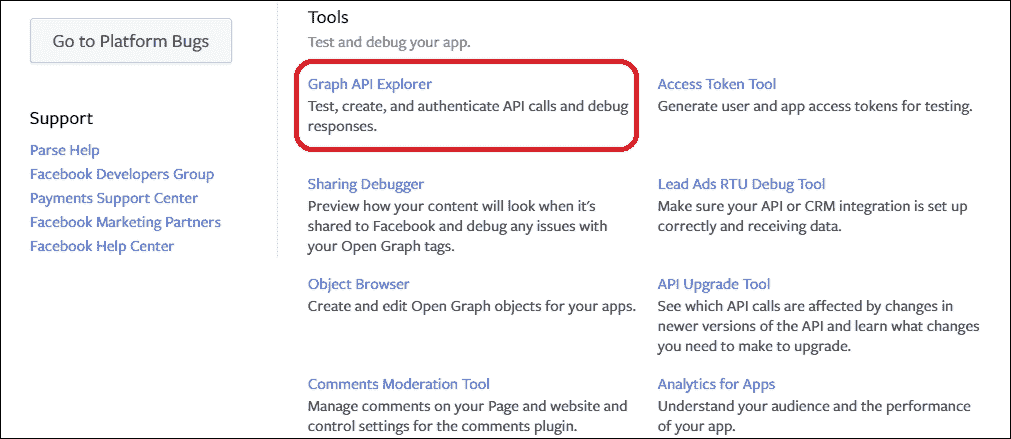 Go to Platform Bugs
Support
Parse Help
Facebook Developers Group
Payments Support Center
Facebook Marketing Partners
Facebook Help Center
Tools
Test and debug your app.
Graph API Explorer
Test, create, and authenticate API calls and debug
responses.
Access Token Tool
Generate user and app access tokens for testing.
Sharing Debugger
Preview how your content will look when it's
shared to Facebook and debug any issues with
your Open Graph tags.
Lead Ads RTU Debug Tool
Make sure your API or CRM integration is set up
correctly and receiving data.
Object Browser
Create and edit Open Graph objects for your apps.
API Upgrade Tool
See which API calls are affected by changes in
newer versions of the API and learn what changes
you need to make to upgrade.
Comments Moderation Tool
Manage comments on your Page and website and
control settings for the comments plugin.
Analytics for Apps
Understand your audience and the performance
of your app.